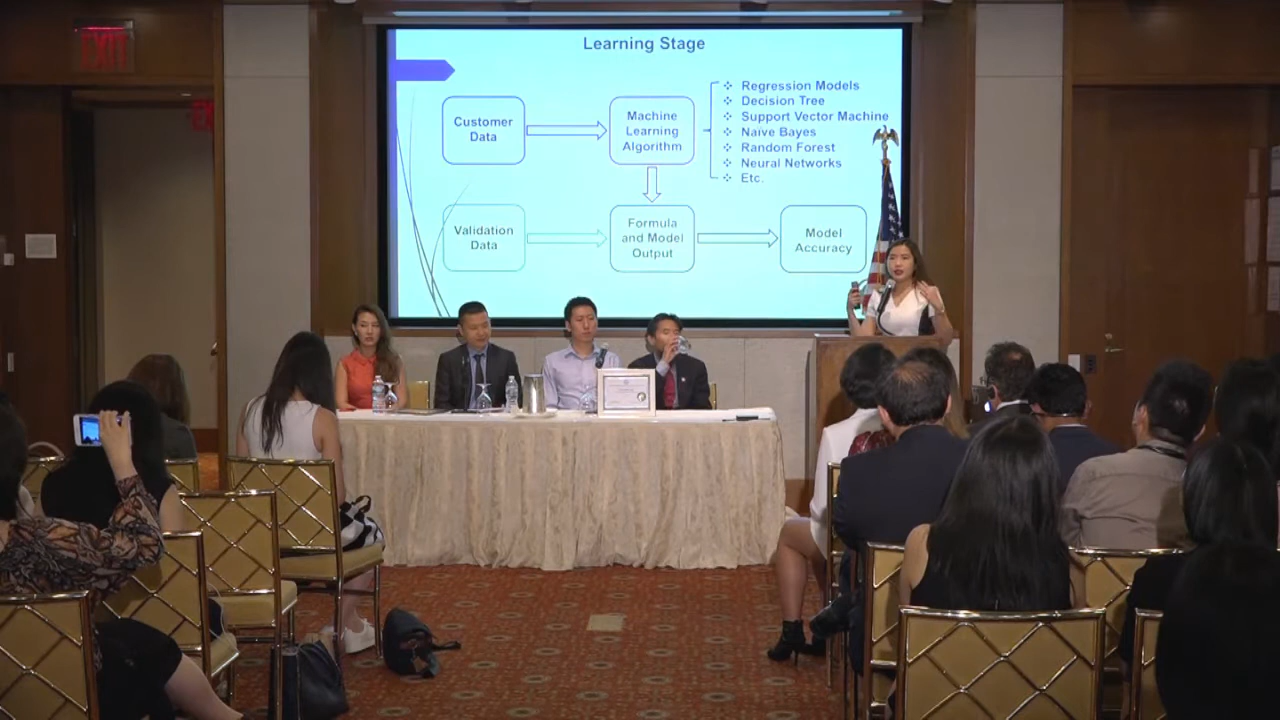 EXIT
Learning Stage
Customer
Data
Machine
Learning
Algorithm
❖ Regression Models
❖ Decision Tree
❖ Support Vector Machine
❖ Naïve Bayes
❖ Random Forest
❖ Neural Networks
❖ Etc.
Validation
Data
Formula
and Model
Output
Model
Accuracy